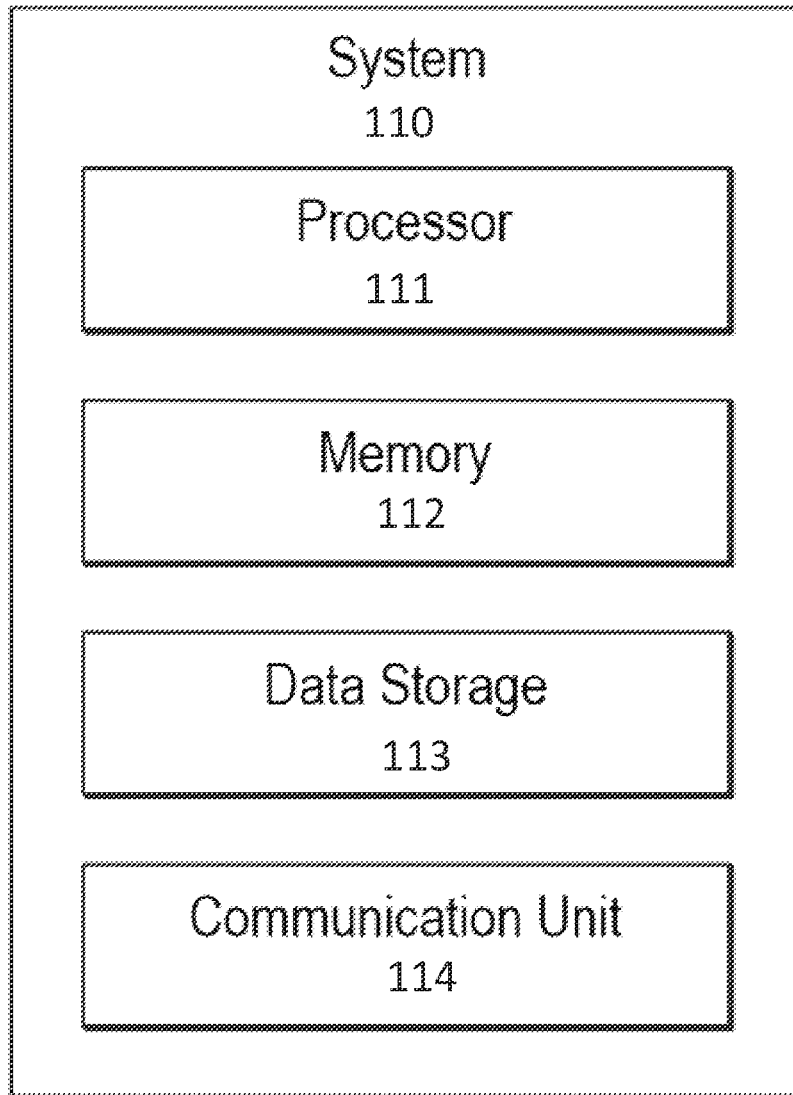 System
110
Processor
111
Memory
112
Data Storage
113
Communication Unit
114